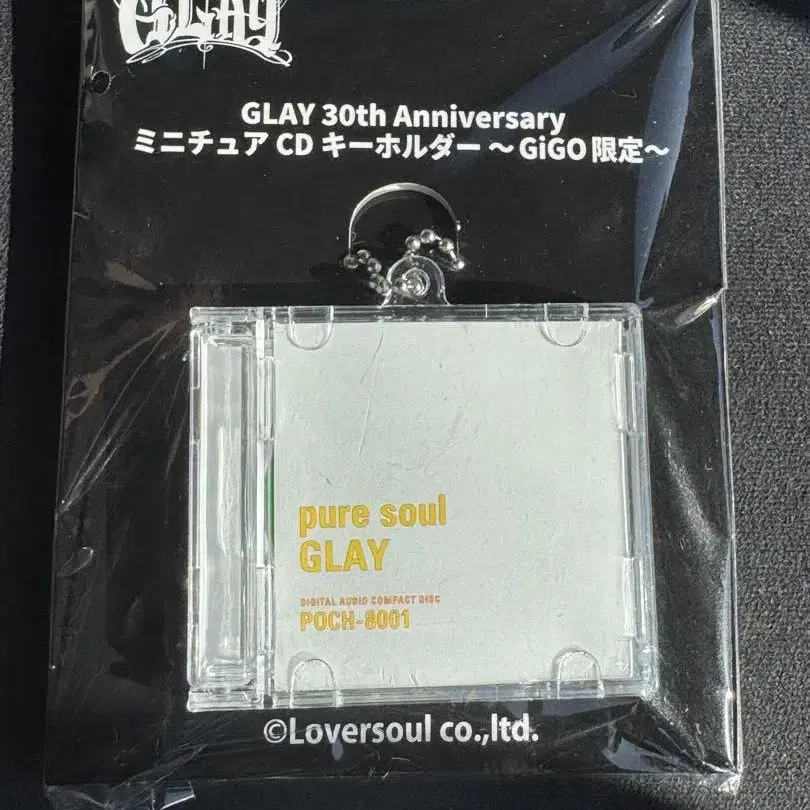 GLAY
GLAY 30th Anniversary
ミニチュア CD キーホルダー ～ GiGO 限定～
pure soul
GLAY
DIGITAL AUDIO COMPACT DISC
POCH-8001
©Loversoul co.,ltd.